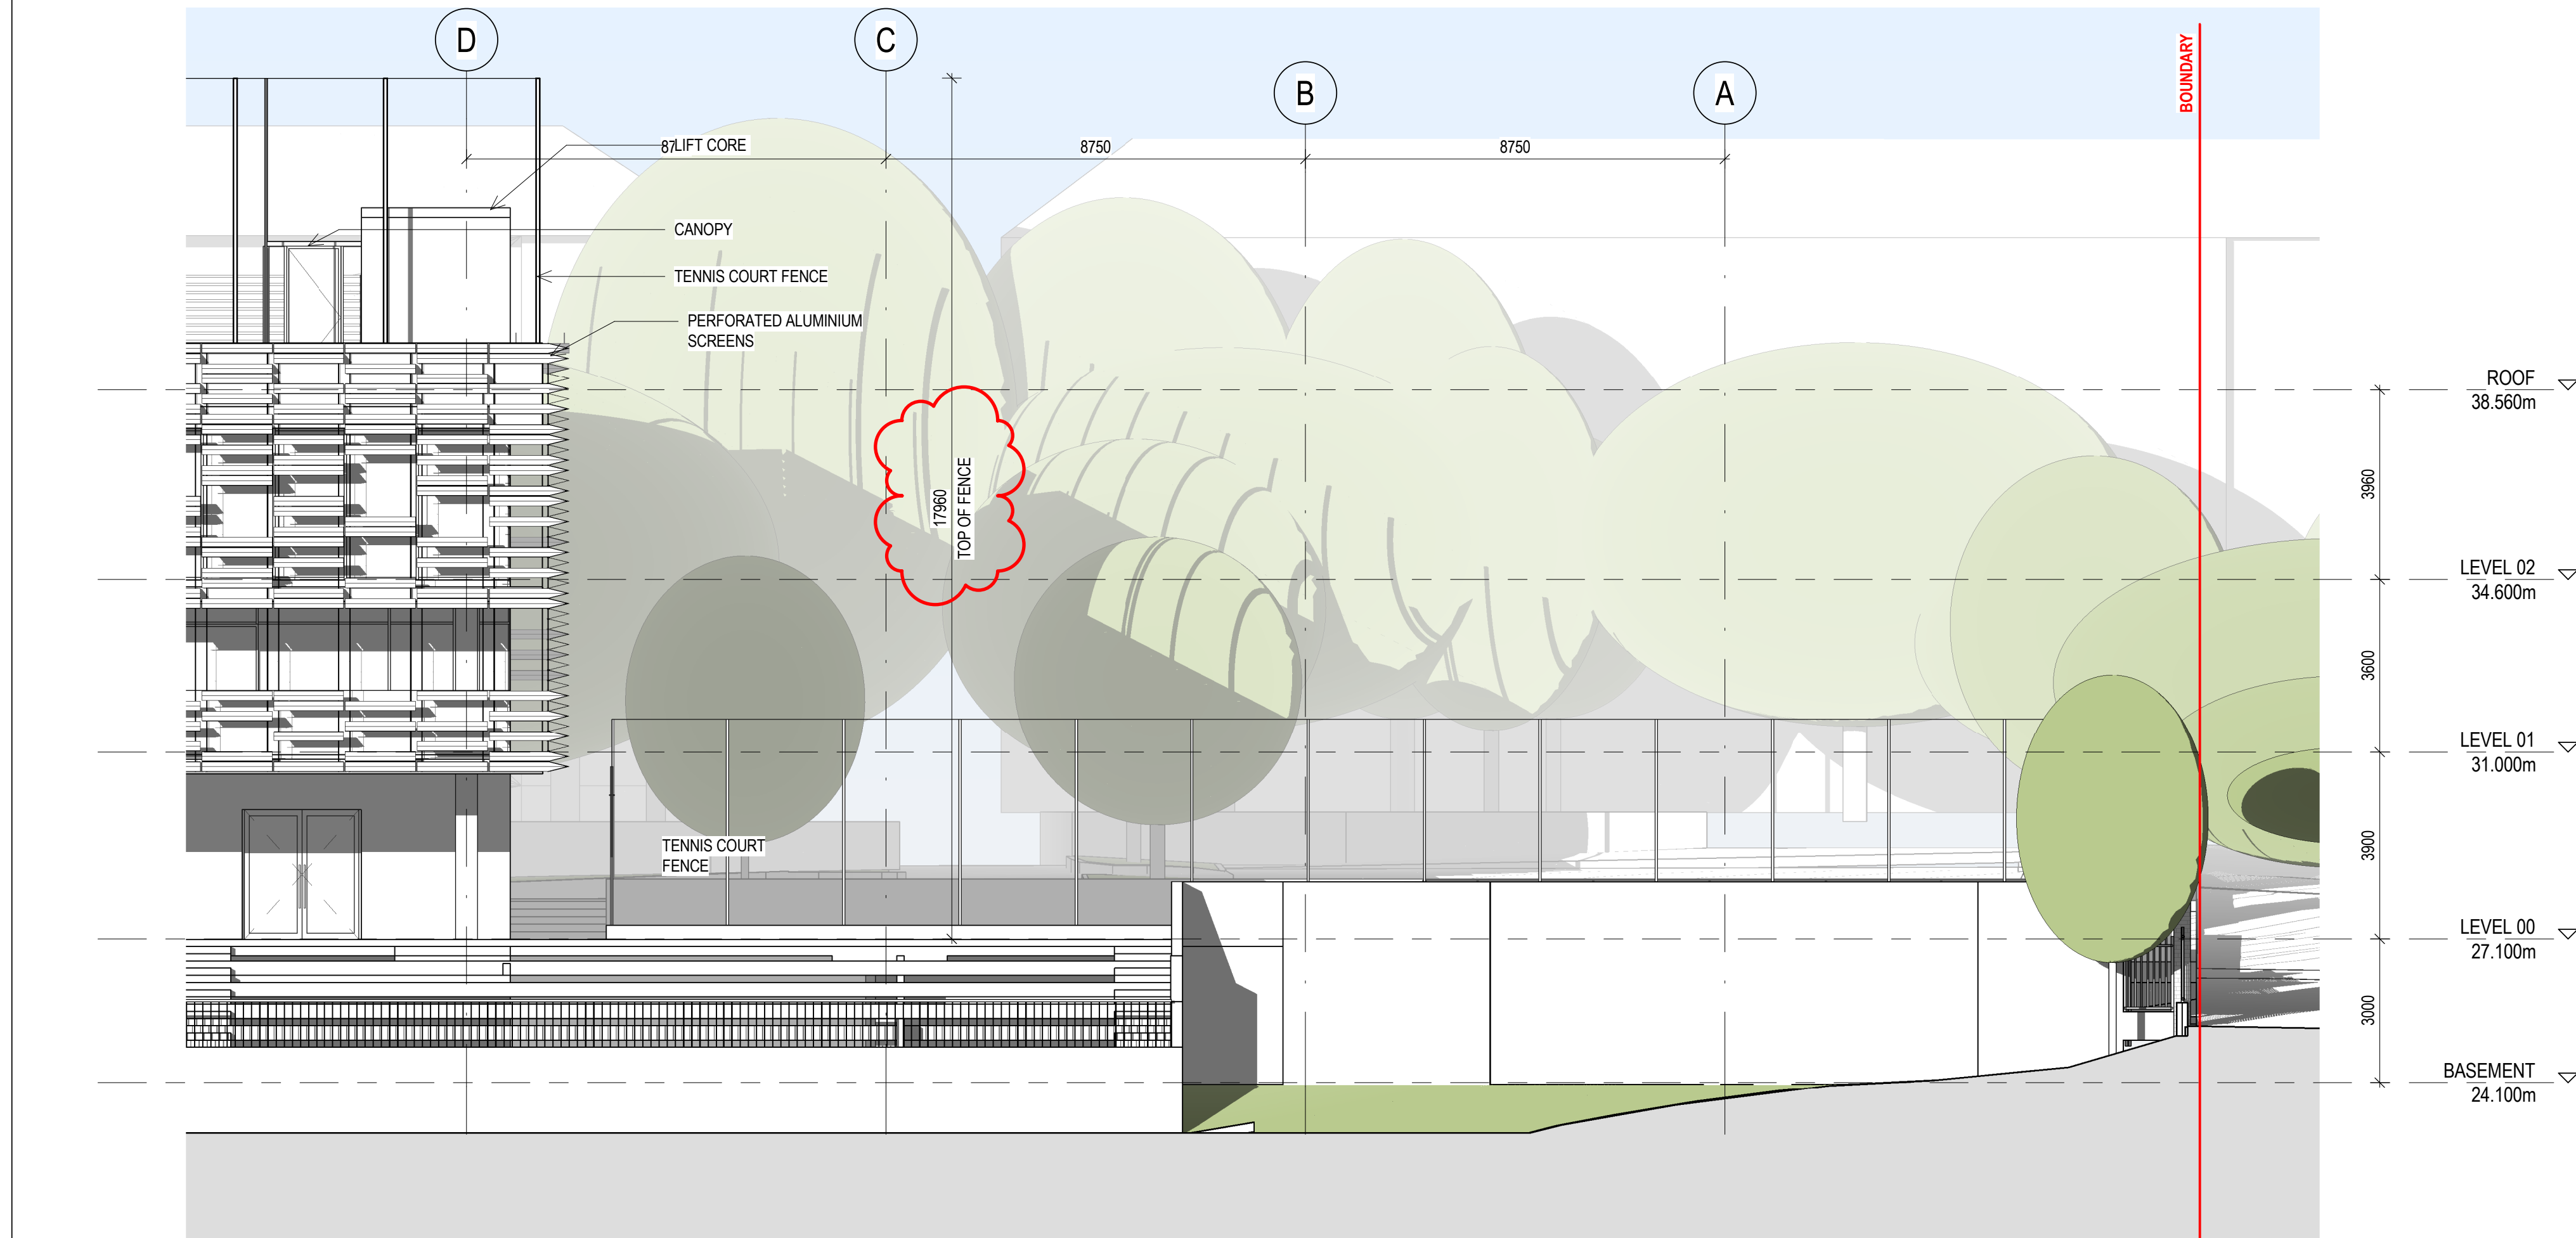 D
C
B
A
BOUNDARY
87
LIFT CORE
8750
8750
CANOPY
TENNIS COURT FENCE
PERFORATED ALUMINIUM
SCREENS
17960
TOP OF FENCE
TENNIS COURT
FENCE
ROOF
38.560m
3960
LEVEL 02
34.600m
3600
LEVEL 01
31.000m
3900
LEVEL 00
27.100m
3000
BASEMENT
24.100m